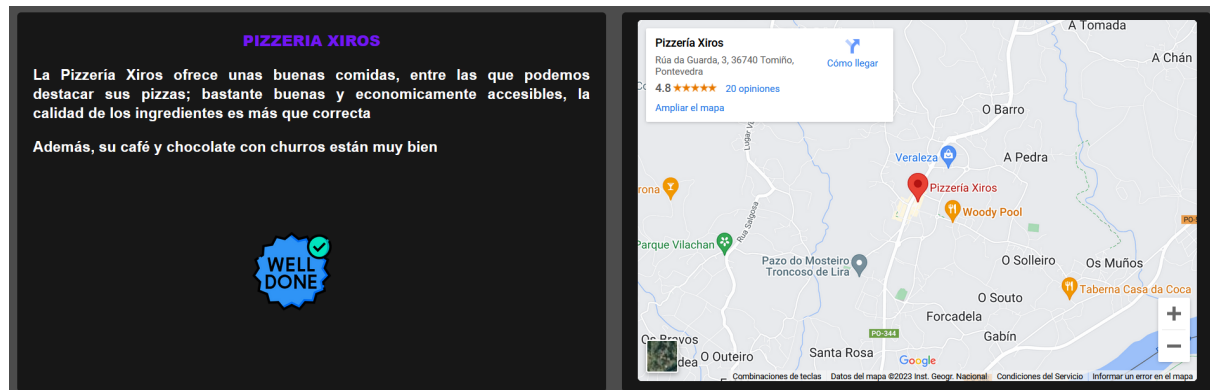 PIZZERIA XIROS
La Pizzería Xiros ofrece unas buenas comidas, entre las que podemos
destacar sus pizzas; bastante buenas y economicamente accesibles, la
calidad de los ingredientes es más que correcta
Además, su café y chocolate con churros están muy bien
WELL
DONE
Pizzería Xiros
Rúa da Guarda, 3, 36740 Tomiño,
Pontevedra
4.8 ★★★★★ 20 opiniones
Ampliar el mapa
Cómo llegar
A Tomada
A Chán
O Barro
Lugar
Veraleza
A Pedra
rona
Pizzería Xiros
Woody Pool
Rua Salgosa
Parque Vilachan
Pazo do Mosteiro
Troncoso de Lira
O Solleiro
Os Muños
Taberna Casa da Coca
O Souto
Forcadela
PO-344
Gabín
Santa Rosa
O Outeiro
Google
Combinaciones de teclas Datos del mapa ©2023 Inst. Geogr. Nacional Condiciones del Servicio Informar un error en el mapa